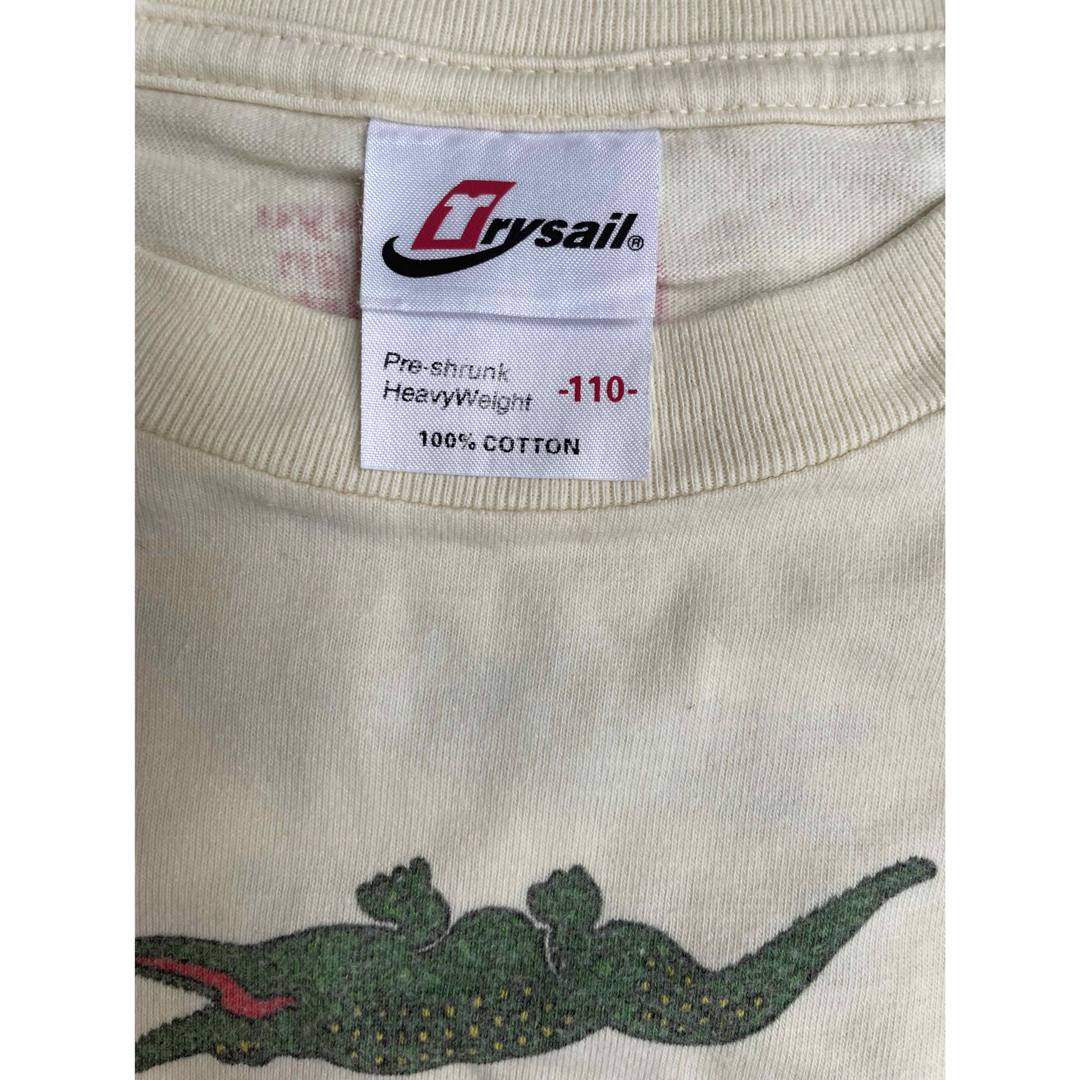 Trysail®
Pre-shrunk
HeavyWeight -110-
100% COTTON